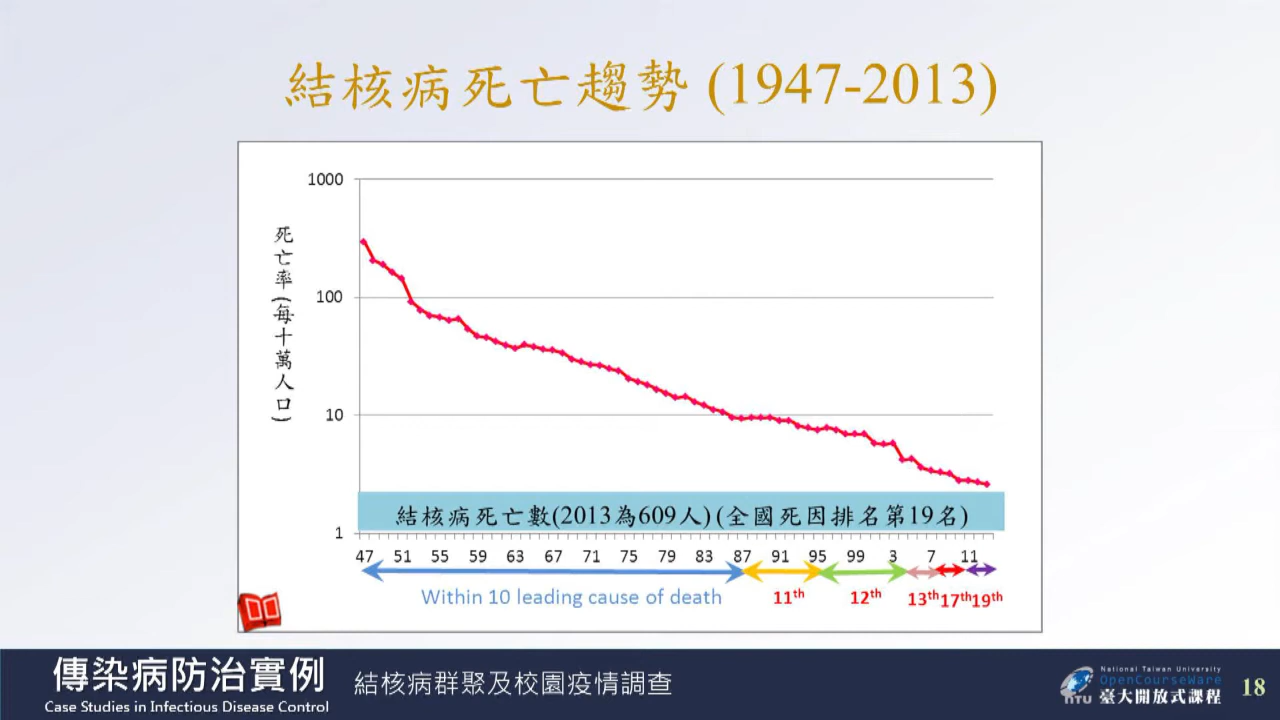 結核病死亡趨勢 (1947-2013)
1000
100
10
1
死亡率(每十萬人口)
結核病死亡數(2013為609人) (全國死因排名第19名)
47 51 55 59 63 67 71 75 79 83 87 91 95 99 3 7 11
Within 10 leading cause of death 11th 12th 13th 17th 19th
傳染病防治實例
Case Studies in Infectious Disease Control
結核病群聚及校園疫情調查
NTU
National Taiwan University
OpenCourseWare
臺大開放式課程
18